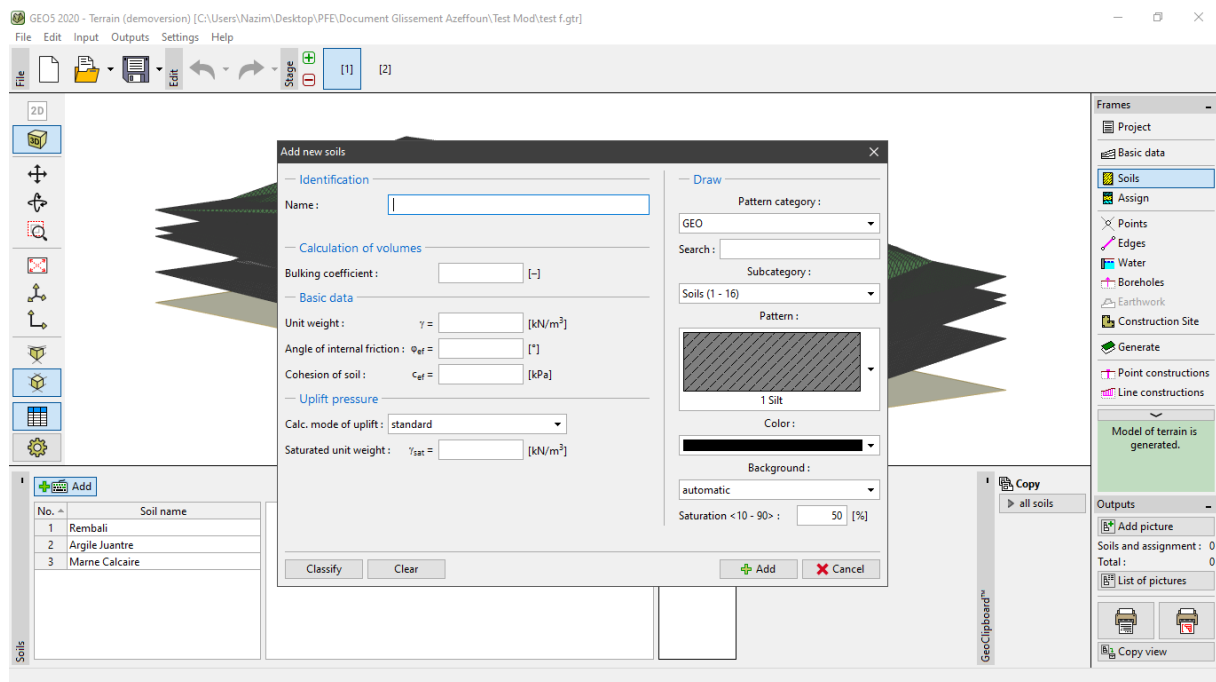 GEO5 2020 - Terrain (demoversion) [C:\Users\Nazim\Desktop\PFE\Document Glissement Azeffoun\Test Mod\test f.gtr]
File Edit Input Outputs Settings Help
File
Edit
Stage
[1]
[2]
2D
3D
Add new soils
Identification
Name :
Calculation of volumes
Bulking coefficient : [–]
Basic data
Unit weight : γ = [kN/m³]
Angle of internal friction : φef = [°]
Cohesion of soil : cef = [kPa]
Uplift pressure
Calc. mode of uplift : standard
Saturated unit weight : γsat = [kN/m³]
Draw
Pattern category :
GEO
Search :
Subcategory :
Soils (1 - 16)
Pattern :
1 Silt
Color :
Background :
automatic
Saturation <10 - 90> : 50 [%]
Classify
Clear
Add
Cancel
Frames
Project
Basic data
Soils
Assign
Points
Edges
Water
Boreholes
Earthwork
Construction Site
Generate
Point constructions
Line constructions
Model of terrain is
generated.
Outputs
Add picture
Soils and assignment : 0
Total : 0
List of pictures
Copy view
Add
No. Soil name
1 Rembali
2 Argile Juantre
3 Marne Calcaire
Soils
GeoClipboard™
Copy
all soils